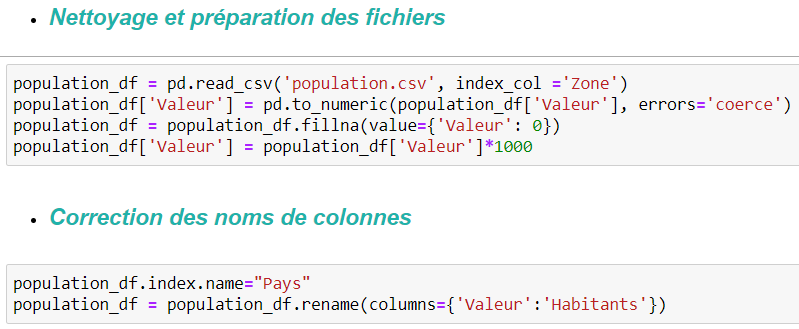 • Nettoyage et préparation des fichiers
population_df = pd.read_csv('population.csv', index_col ='Zone')
population_df['Valeur'] = pd.to_numeric(population_df['Valeur'], errors='coerce')
population_df = population_df.fillna(value={'Valeur': 0})
population_df['Valeur'] = population_df['Valeur']*1000
• Correction des noms de colonnes
population_df.index.name="Pays"
population_df = population_df.rename(columns={'Valeur':'Habitants'})